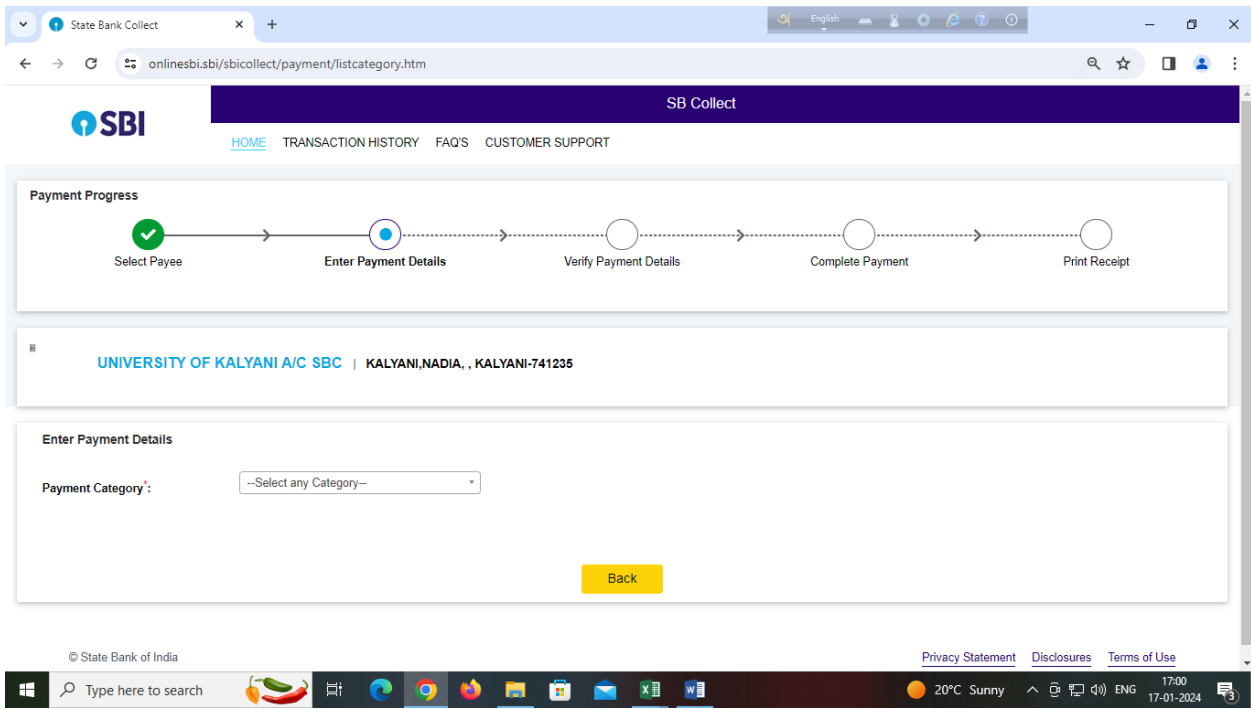 State Bank Collect
English
onlinesbi.sbi/sbicollect/payment/listcategory.htm
SBI
SB Collect
HOME TRANSACTION HISTORY FAQ'S CUSTOMER SUPPORT
Payment Progress
Select Payee Enter Payment Details Verify Payment Details Complete Payment Print Receipt
UNIVERSITY OF KALYANI A/C SBC | KALYANI,NADIA, , KALYANI-741235
Enter Payment Details
Payment Category*: --Select any Category--
Back
© State Bank of India Privacy Statement Disclosures Terms of Use
Type here to search 20°C Sunny ENG 17:00
17-01-2024 3